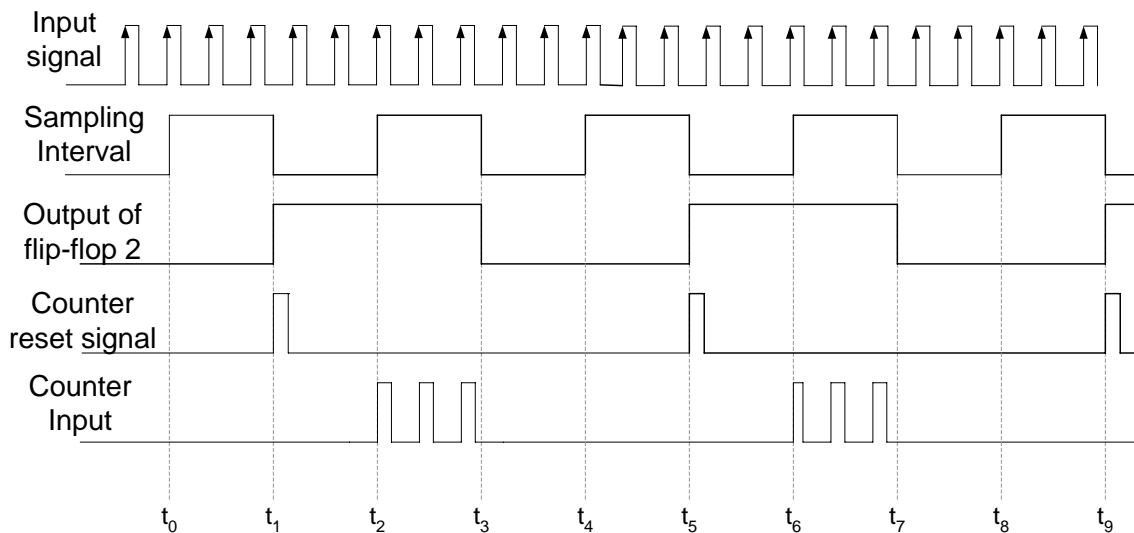 Input
signal
Sampling
Interval
Output of
flip-flop 2
Counter
reset signal
Counter
Input
t₀ t₁ t₂ t₃ t₄ t₅ t₆ t₇ t₈ t₉